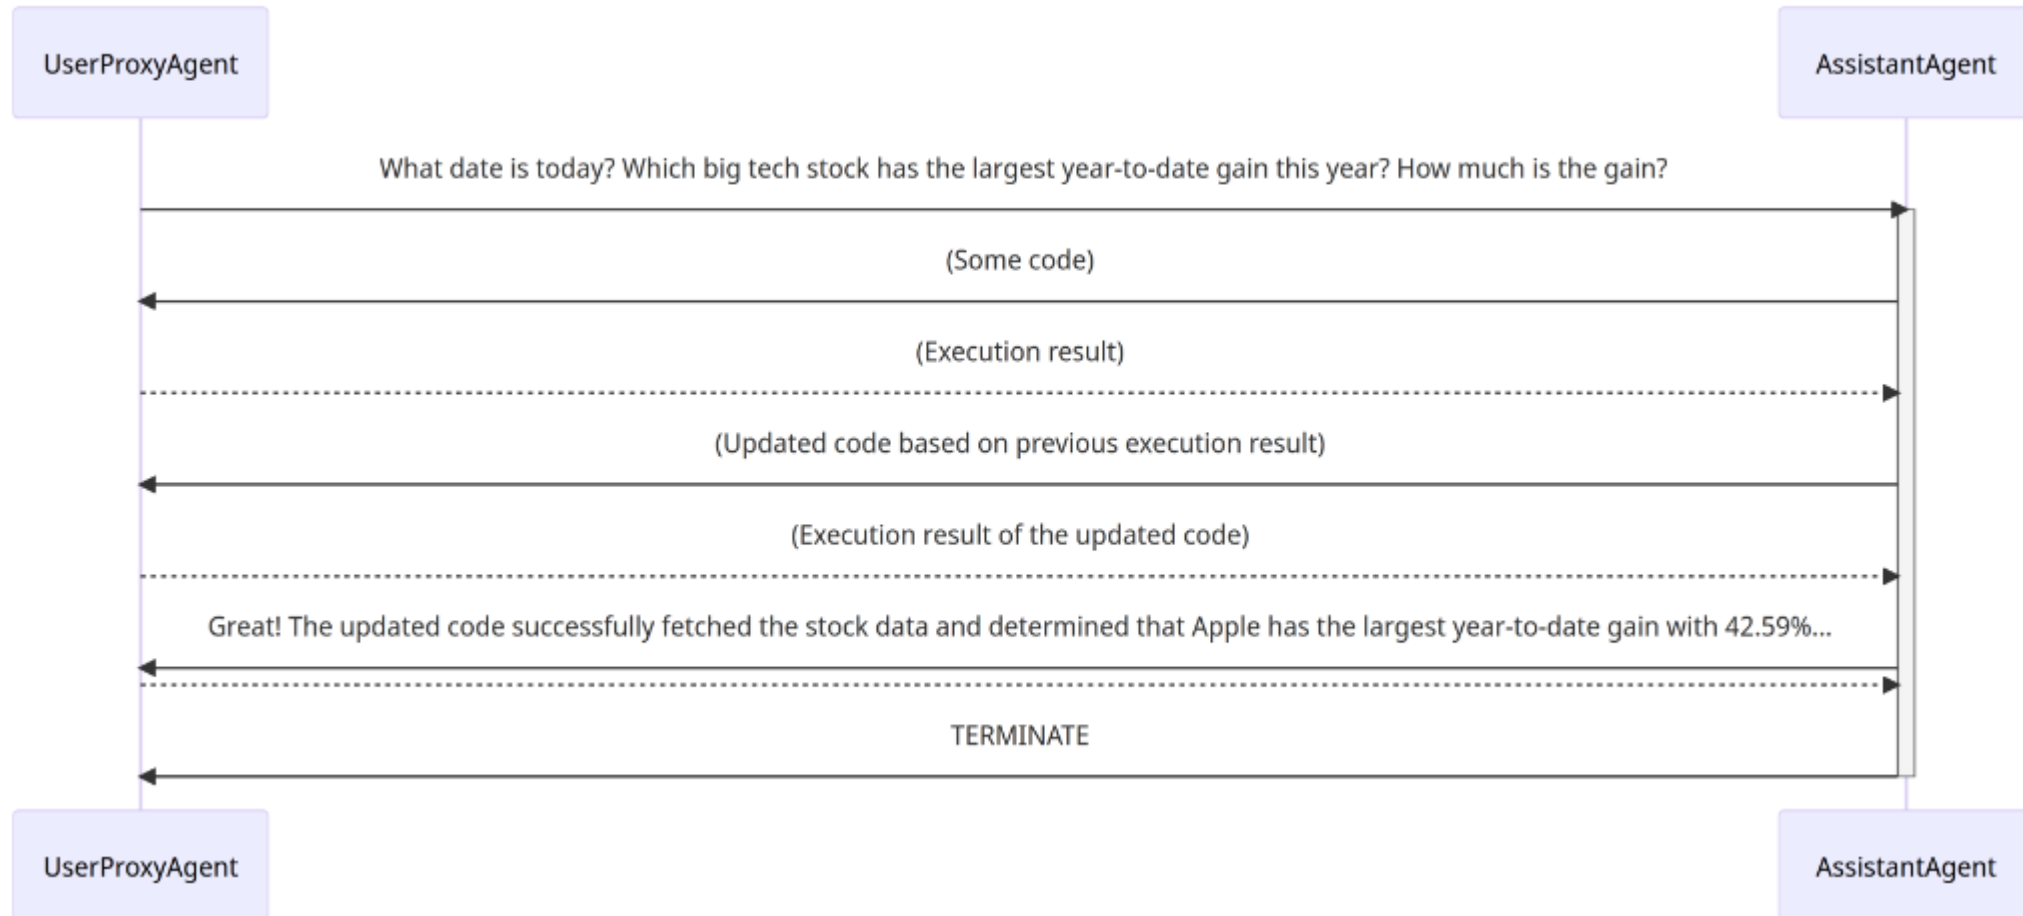 UserProxyAgent
AssistantAgent
What date is today? Which big tech stock has the largest year-to-date gain this year? How much is the gain?
(Some code)
(Execution result)
(Updated code based on previous execution result)
(Execution result of the updated code)
Great! The updated code successfully fetched the stock data and determined that Apple has the largest year-to-date gain with 42.59%...
TERMINATE
UserProxyAgent
AssistantAgent